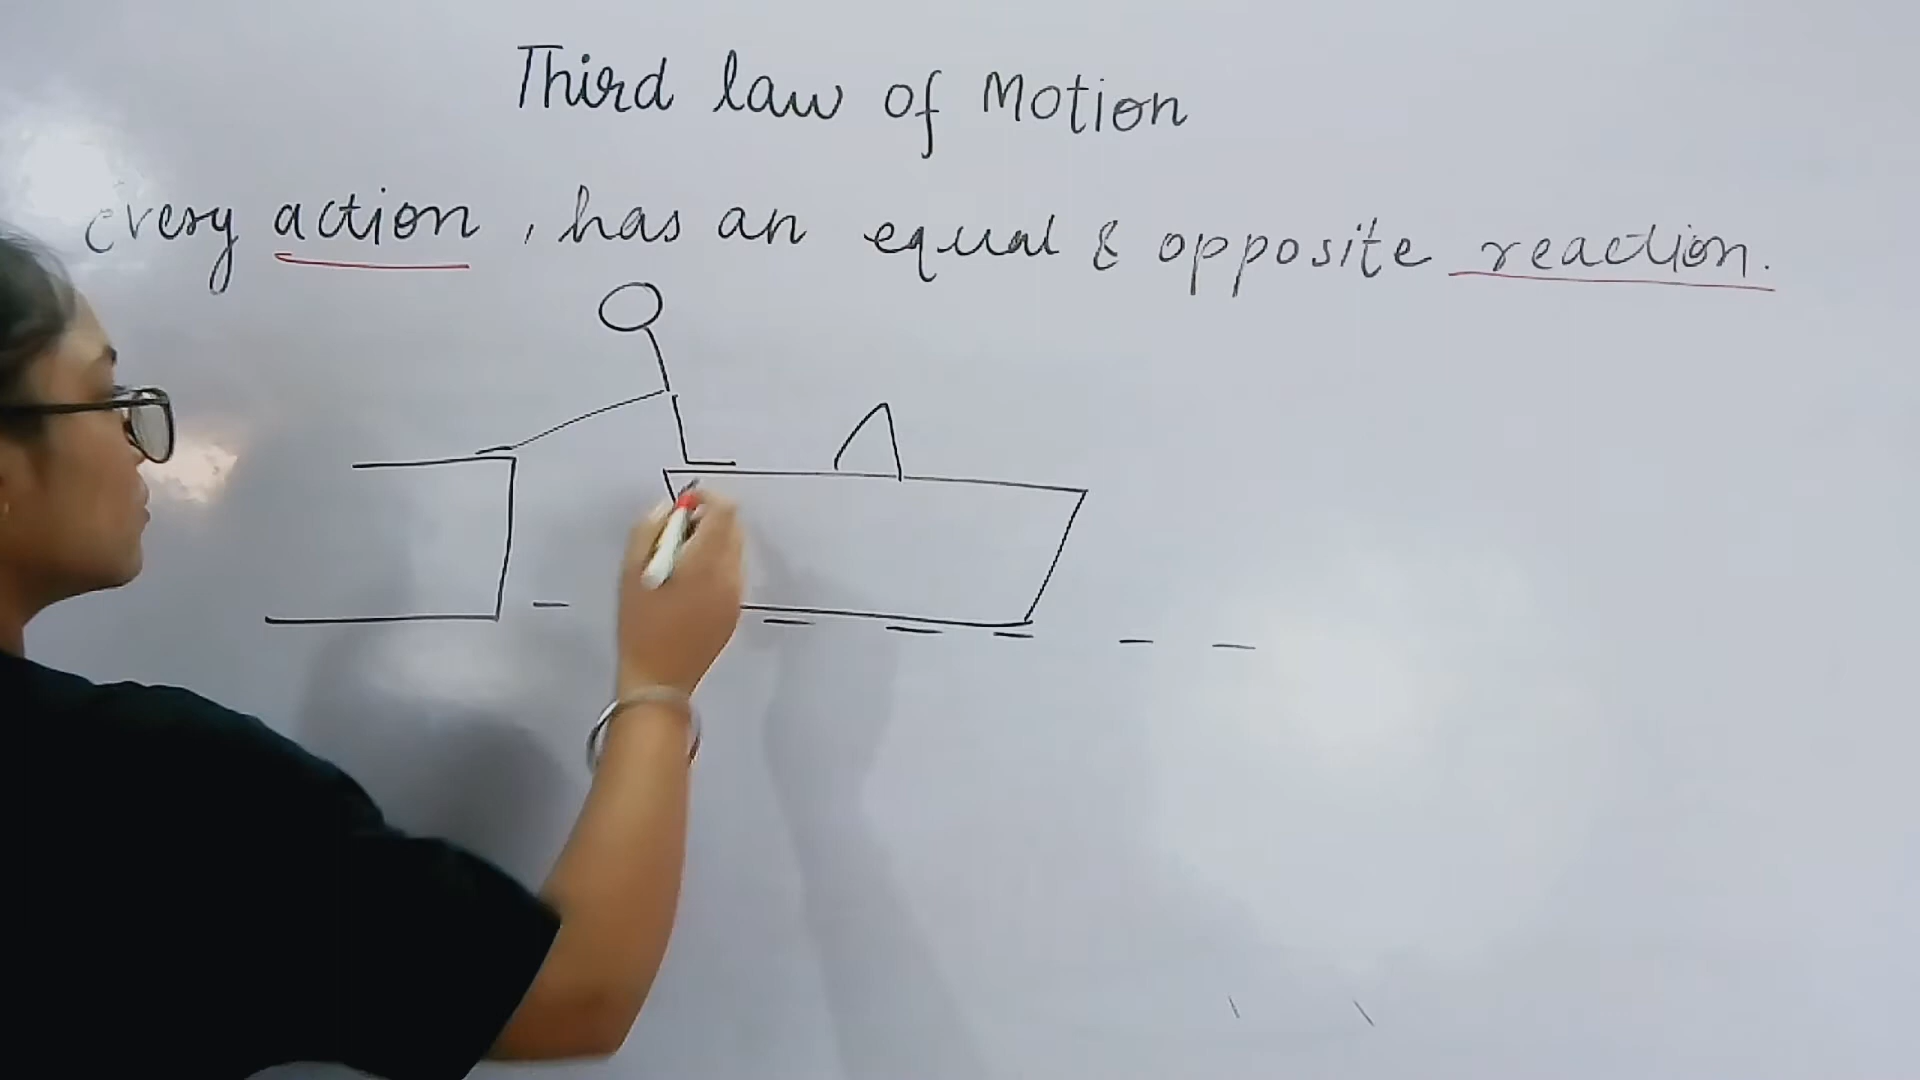 Third law of Motion
every action , has an equal & opposite reaction.